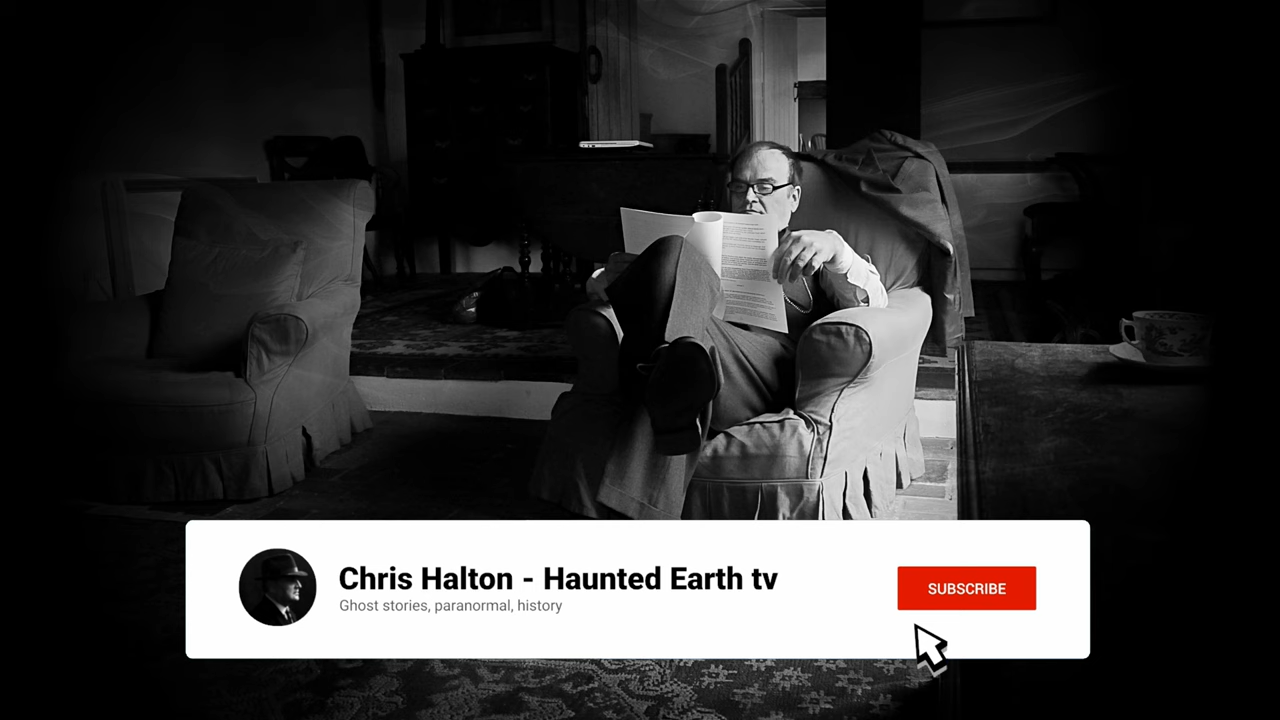 Chris Halton - Haunted Earth tv
Ghost stories, paranormal, history
SUBSCRIBE